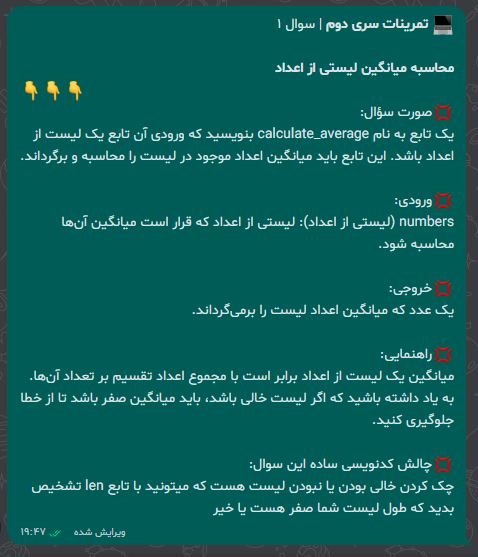 💻 تمرینات سری دوم | سوال ۱
محاسبه میانگین لیستی از اعداد
👇👇👇
💢صورت سؤال:
یک تابع به نام calculate_average بنویسید که ورودی آن تابع یک لیست از
اعداد باشد. این تابع باید میانگین اعداد موجود در لیست را محاسبه و برگرداند.
💢ورودی:
numbers (لیستی از اعداد): لیستی از اعداد که قرار است میانگین آن‌ها
محاسبه شود.
💢خروجی:
یک عدد که میانگین اعداد لیست را برمی‌گرداند.
💢راهنمایی:
میانگین یک لیست از اعداد برابر است با مجموع اعداد تقسیم بر تعداد آن‌ها.
به یاد داشته باشید که اگر لیست خالی باشد، باید میانگین صفر باشد تا از خطا
جلوگیری کنید.
💢چالش کدنویسی ساده این سوال:
چک کردن خالی بودن یا نبودن لیست هست که میتونید با تابع len تشخیص
بدید که طول لیست شما صفر هست یا خیر
ویرایش شده ۱۹:۴۷